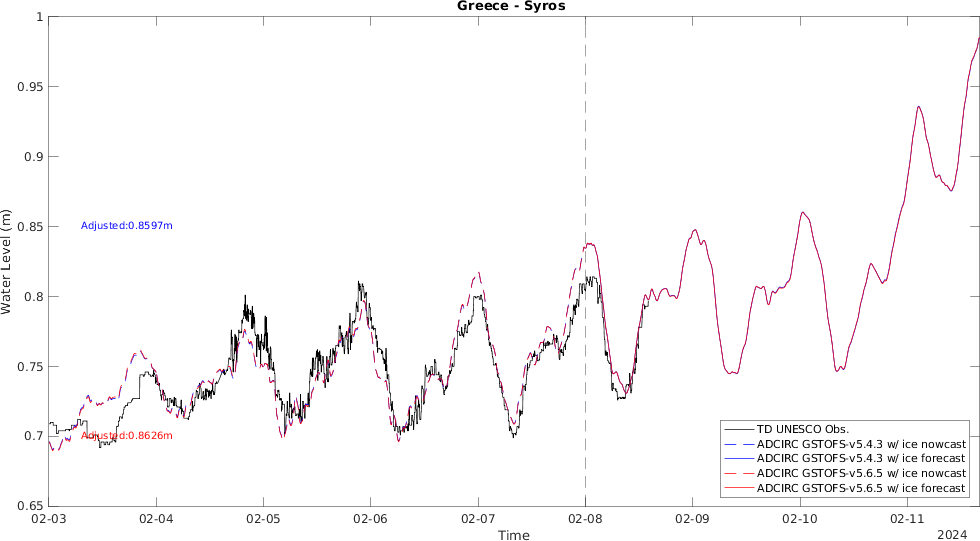 Greece - Syros
1
0.95
0.9
0.85
0.8
0.75
0.7
0.65
Water Level (m)
Adjusted:0.8597m
Adjusted:0.8626m
TD UNESCO Obs.
ADCIRC GSTOFS-v5.4.3 w/ ice nowcast
ADCIRC GSTOFS-v5.4.3 w/ ice forecast
ADCIRC GSTOFS-v5.6.5 w/ ice nowcast
ADCIRC GSTOFS-v5.6.5 w/ ice forecast
02-03 02-04 02-05 02-06 02-07 02-08 02-09 02-10 02-11
Time
2024